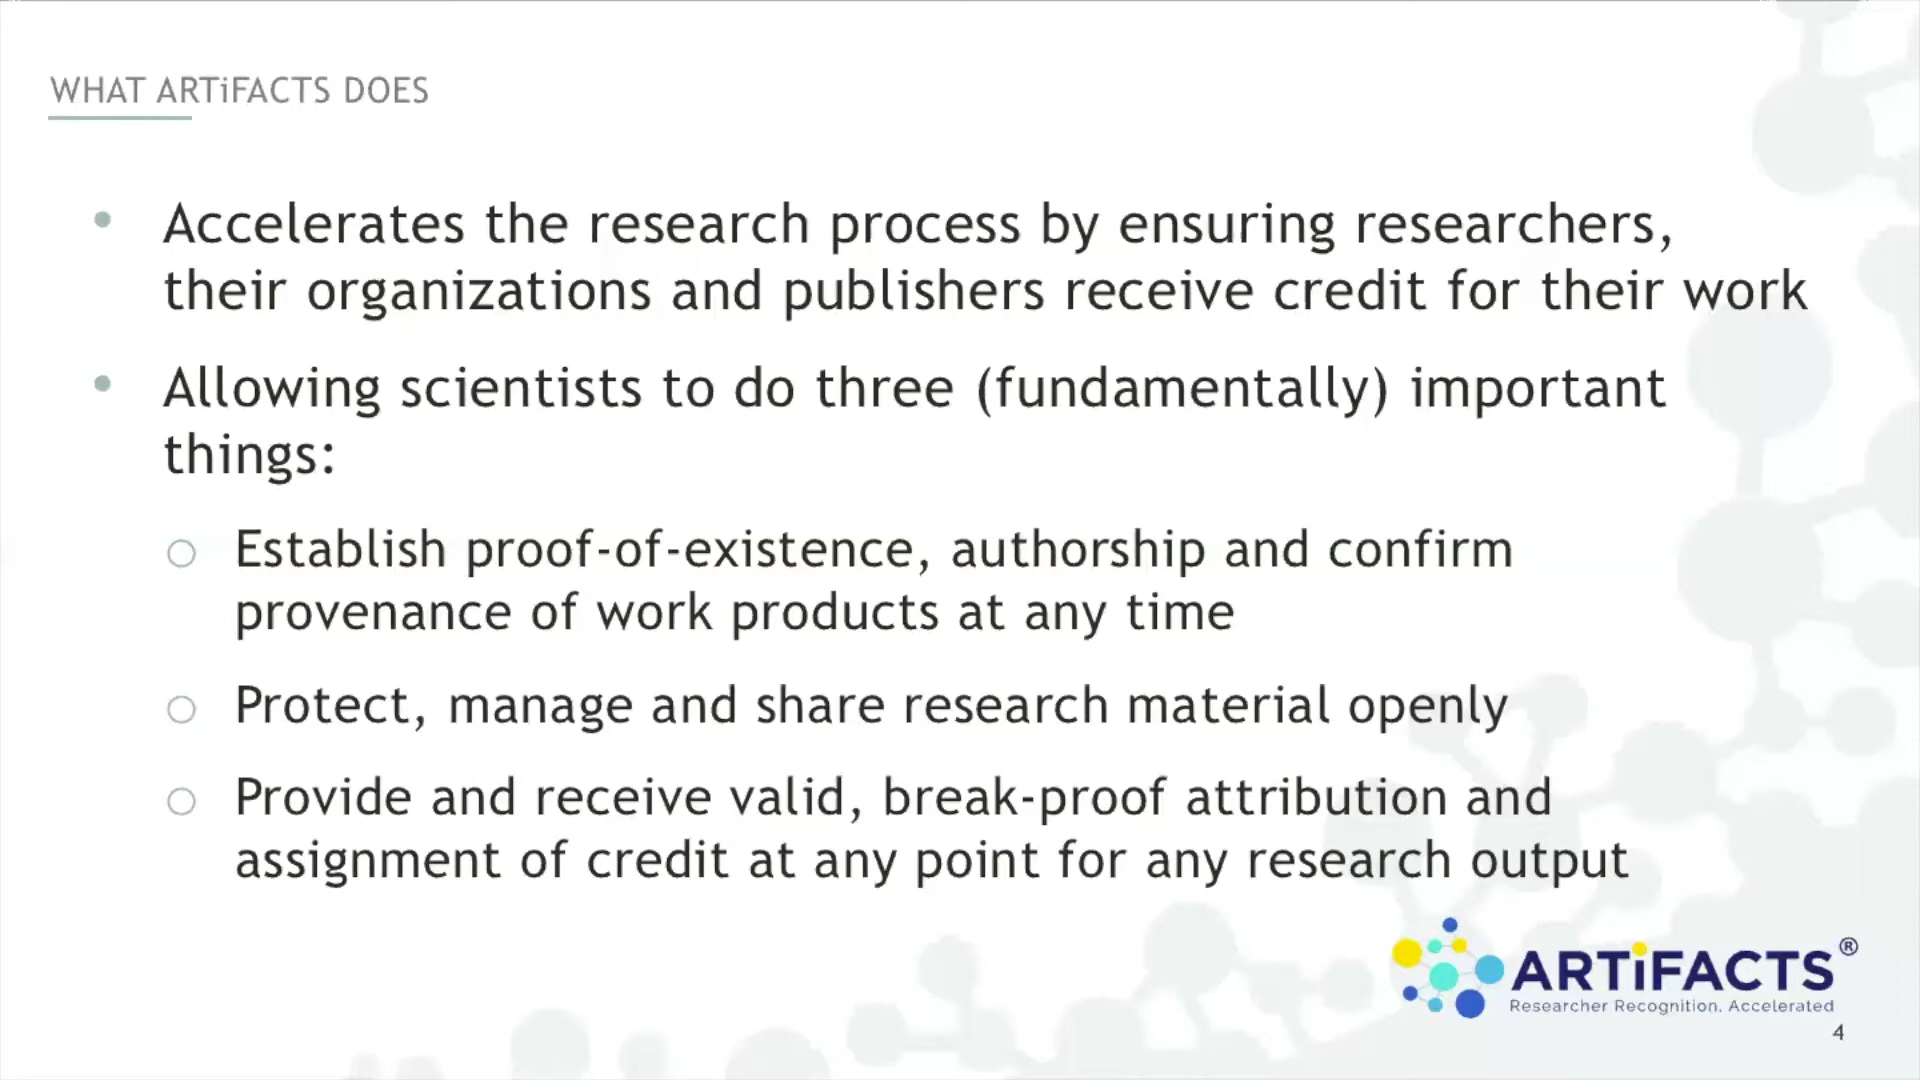 WHAT ARTiFACTS DOES
• Accelerates the research process by ensuring researchers,
their organizations and publishers receive credit for their work
• Allowing scientists to do three (fundamentally) important
things:
○ Establish proof-of-existence, authorship and confirm
provenance of work products at any time
○ Protect, manage and share research material openly
○ Provide and receive valid, break-proof attribution and
assignment of credit at any point for any research output
ARTiFACTS®
Researcher Recognition. Accelerated
4